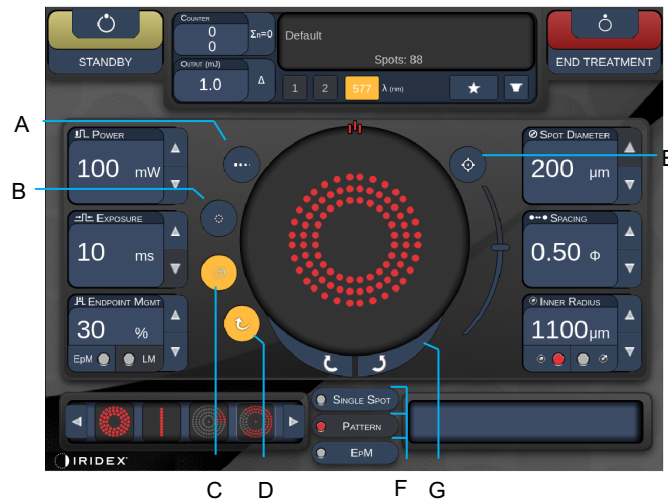 STANDBY
COUNTER
0
0
Σn=0
OUTPUT (mJ)
1.0
Δ
Default
Spots: 88
1
2
577
λ (nm)
END TREATMENT
A
B
POWER
100 mW
EXPOSURE
10 ms
ENDPOINT MGMT
30 %
EpM
LM
SPOT DIAMETER
200 µm
SPACING
0.50 Φ
INNER RADIUS
1100µm
SINGLE SPOT
PATTERN
EPM
IRIDEX
C
D
F
G